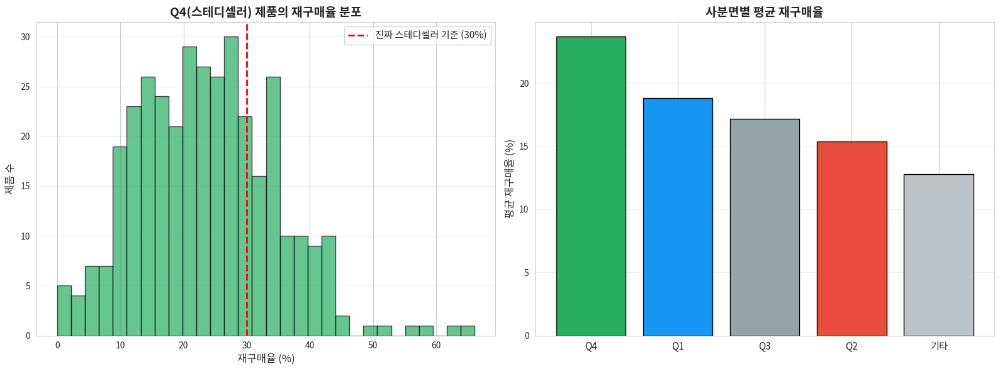 Q4(스테디셀러) 제품의 재구매율 분포
진짜 스테디셀러 기준 (30%)
제품 수
30
25
20
15
10
5
0
0 10 20 30 40 50 60
재구매율 (%)
사분면별 평균 재구매율
평균 재구매율 (%)
20
15
10
5
0
Q4 Q1 Q3 Q2 기타